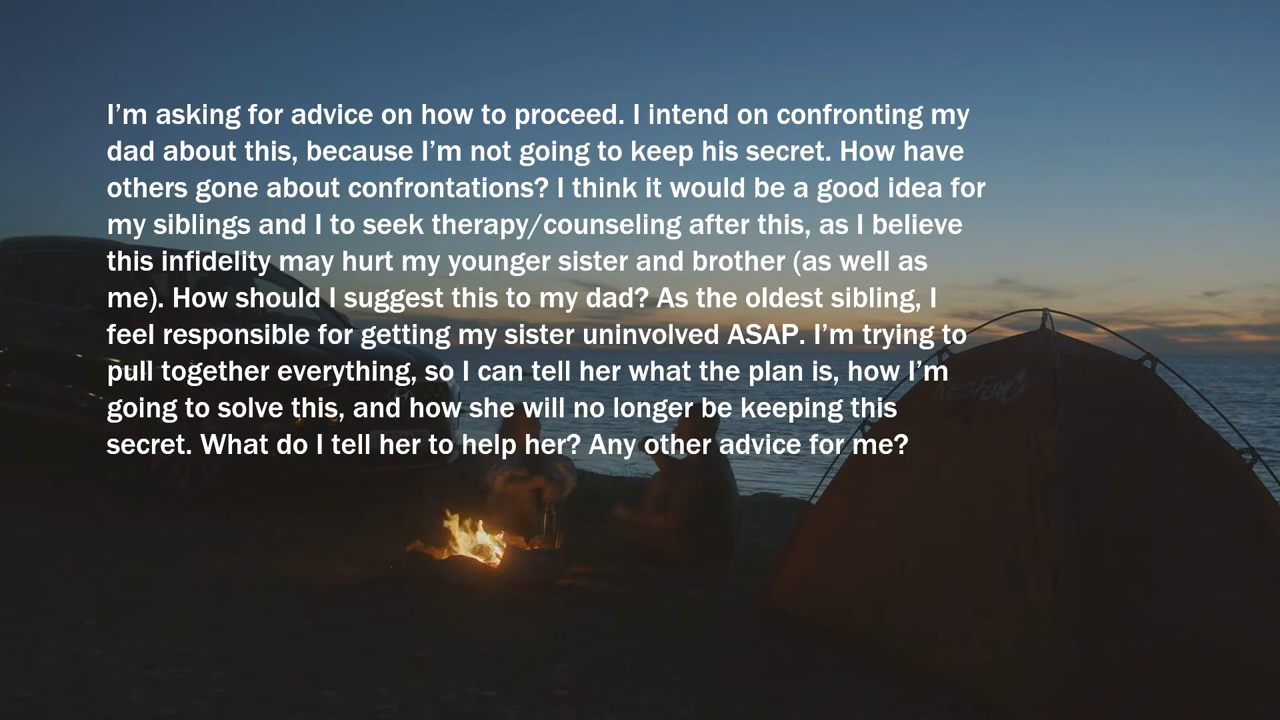 I’m asking for advice on how to proceed. I intend on confronting my
dad about this, because I’m not going to keep his secret. How have
others gone about confrontations? I think it would be a good idea for
my siblings and I to seek therapy/counseling after this, as I believe
this infidelity may hurt my younger sister and brother (as well as
me). How should I suggest this to my dad? As the oldest sibling, I
feel responsible for getting my sister uninvolved ASAP. I’m trying to
pull together everything, so I can tell her what the plan is, how I’m
going to solve this, and how she will no longer be keeping this
secret. What do I tell her to help her? Any other advice for me?